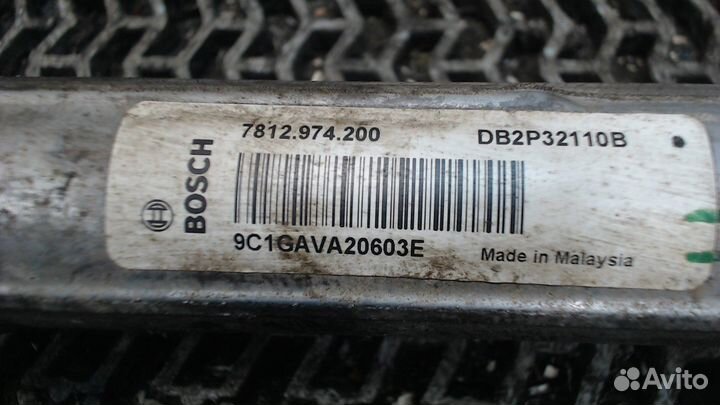 7812.974.200 DB2P32110B
BOSCH
9C1GAVA20603E Made in Malaysia
Avito